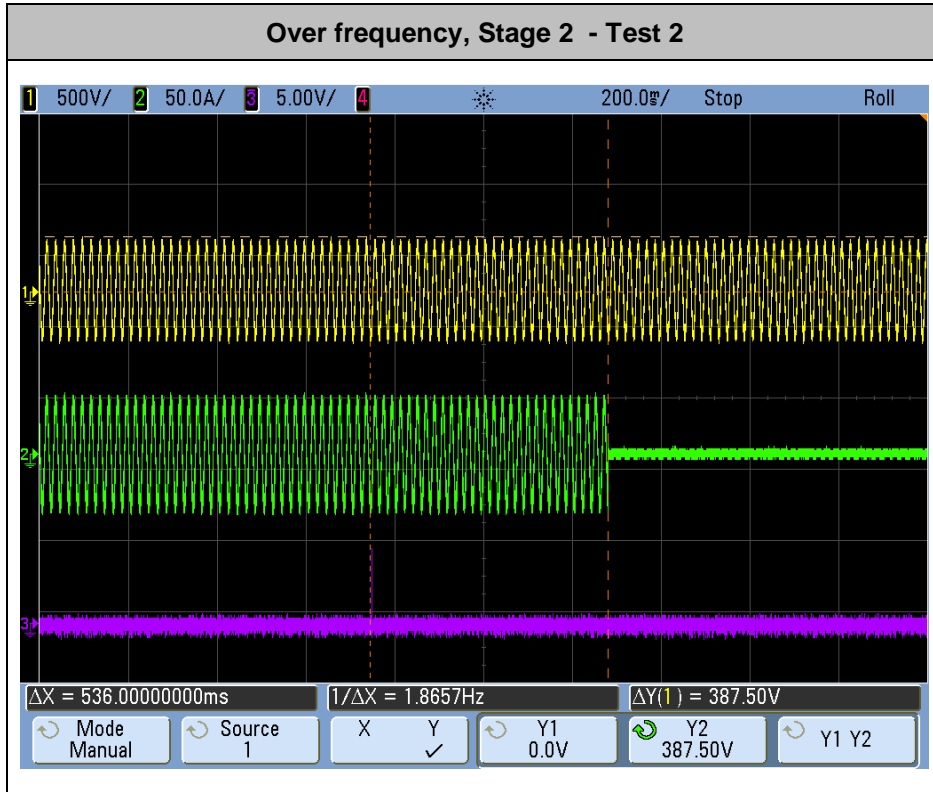 Over frequency, Stage 2 - Test 2
1 500V/ 2 50.0A/ 3 5.00V/ 4 200.0ms/ Stop Roll
1
2
3
ΔX = 536.00000000ms 1/ΔX = 1.8657Hz ΔY(1) = 387.50V
Mode Source X Y Y1 Y2 Y1 Y2
Manual 1 ✓ 0.0V 387.50V